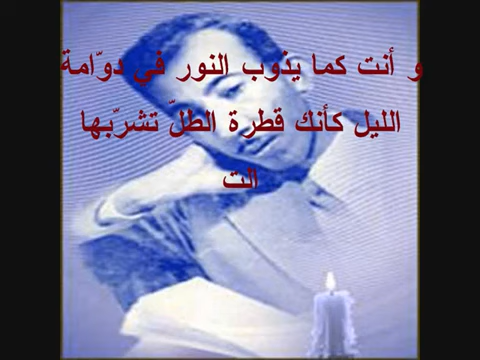 و أنت كما يذوب النور في دوّامة
الليل كأنك قطرة الطلّ تشرّبها
الت